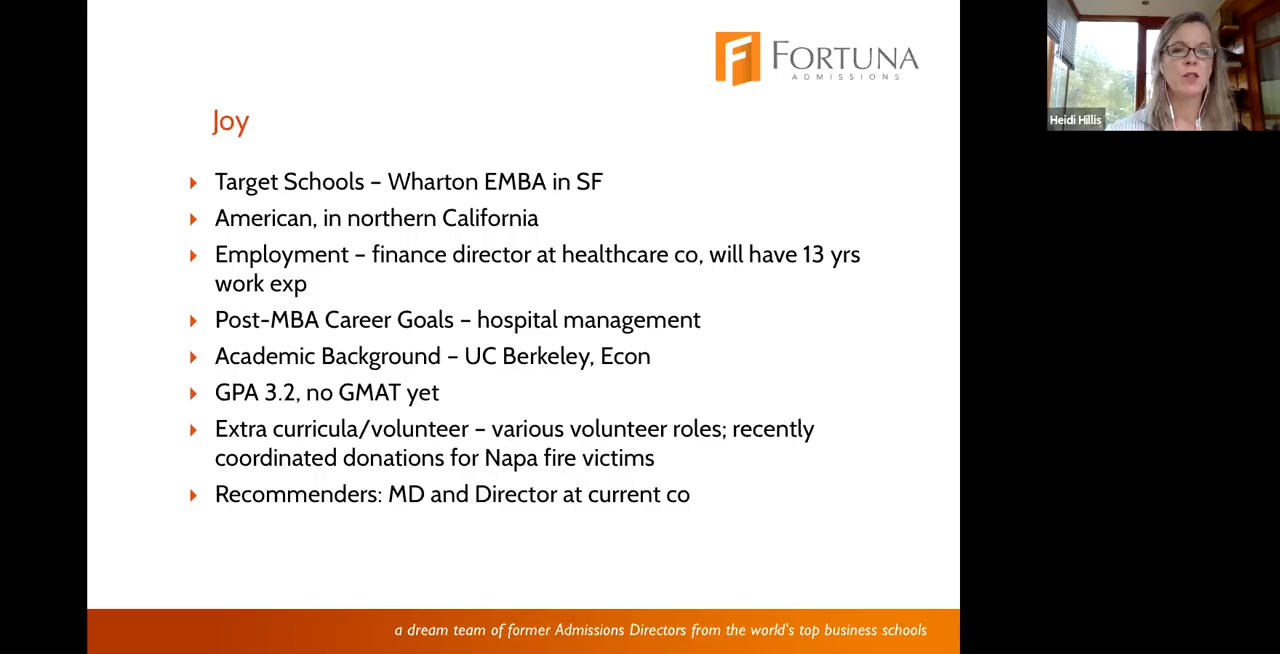 FORTUNA
ADMISSIONS
Heidi Hillis
Joy
Target Schools – Wharton EMBA in SF
American, in northern California
Employment – finance director at healthcare co, will have 13 yrs
work exp
Post-MBA Career Goals – hospital management
Academic Background – UC Berkeley, Econ
GPA 3.2, no GMAT yet
Extra curricula/volunteer – various volunteer roles; recently
coordinated donations for Napa fire victims
Recommenders: MD and Director at current co
a dream team of former Admissions Directors from the world's top business schools